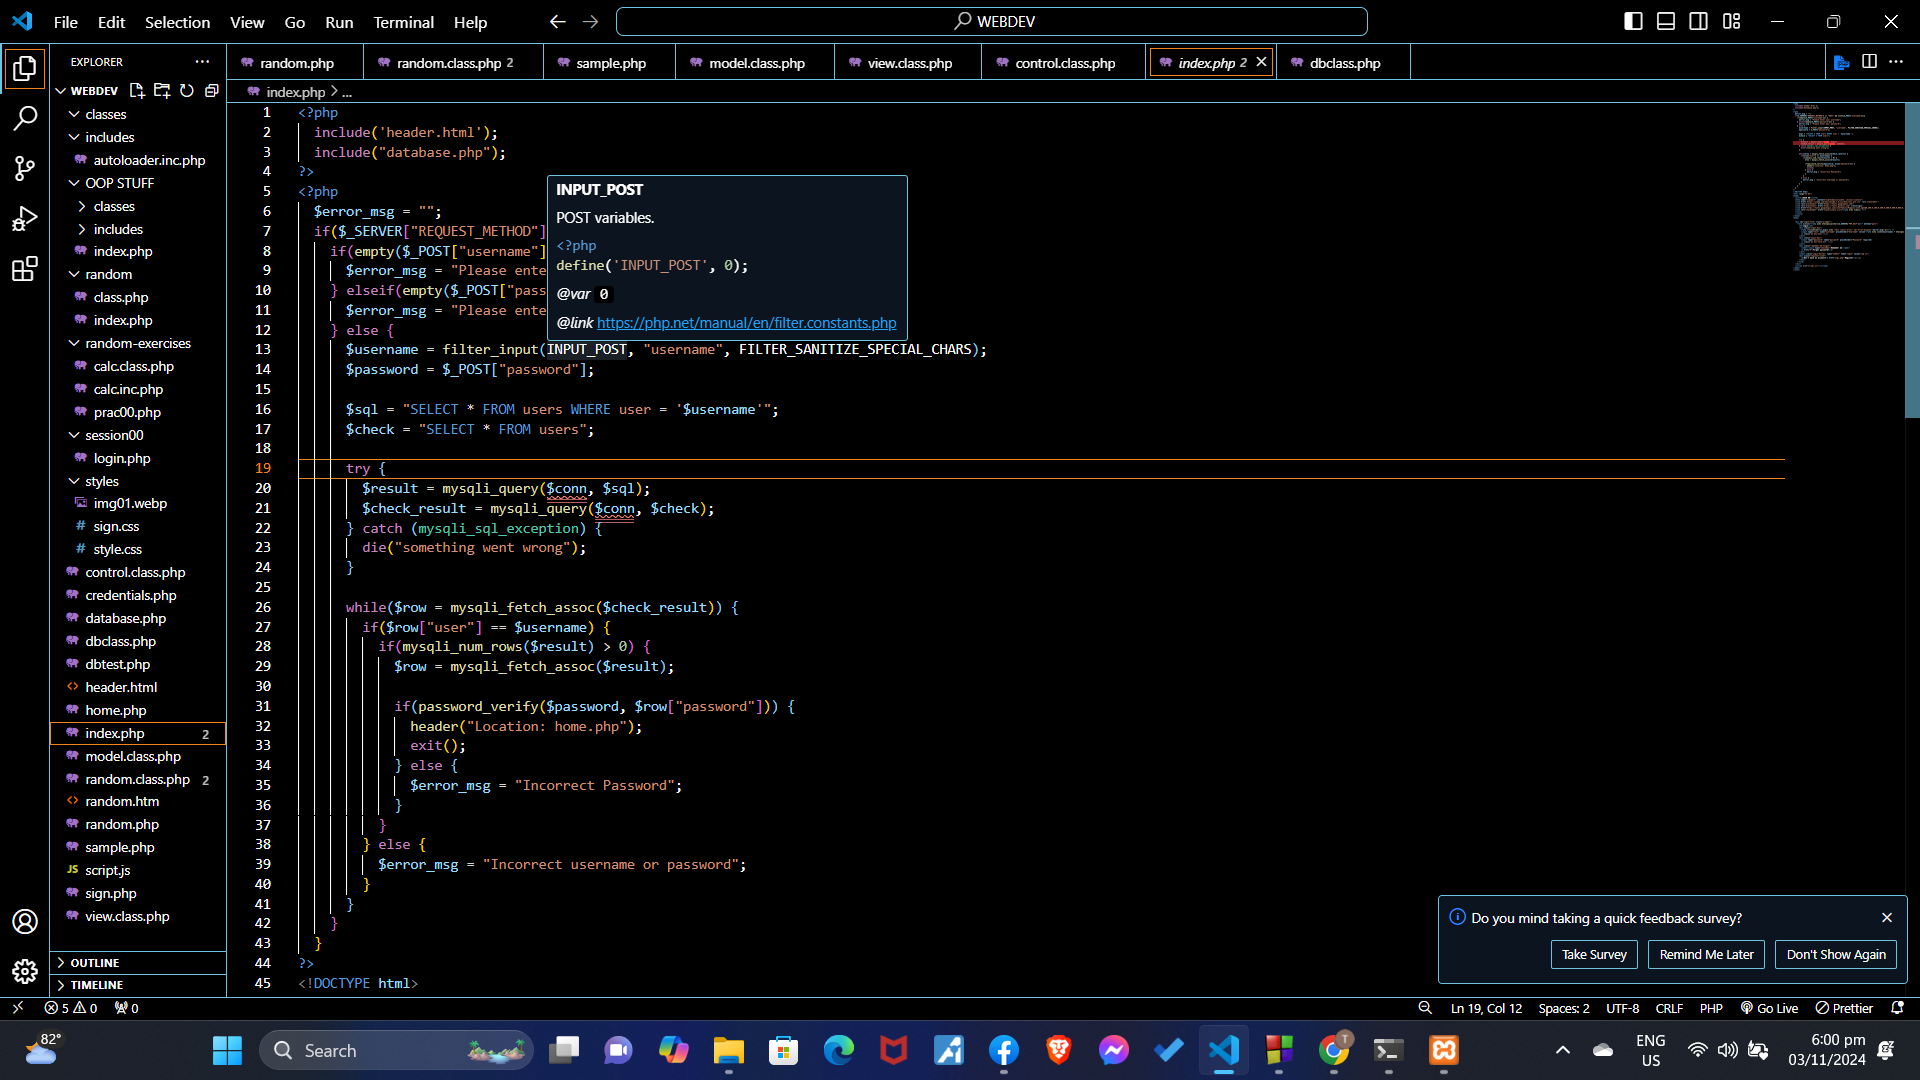 File Edit Selection View Go Run Terminal Help
WEBDEV
EXPLORER
random.php
random.class.php 2
sample.php
model.class.php
view.class.php
control.class.php
index.php 2
dbclass.php
WEBDEV
classes
includes
autoloader.inc.php
OOP STUFF
classes
includes
index.php
random
class.php
index.php
random-exercises
calc.class.php
calc.inc.php
prac00.php
session00
login.php
styles
img01.webp
# sign.css
# style.css
control.class.php
credentials.php
database.php
dbclass.php
dbtest.php
<> header.html
home.php
index.php 2
model.class.php
random.class.php 2
<> random.htm
random.php
sample.php
JS script.js
sign.php
view.class.php
OUTLINE
TIMELINE
index.php > ...
1 <?php
2 include('header.html');
3 include("database.php");
4 ?>
5 <?php
6 $error_msg = "";
7 if($_SERVER["REQUEST_METHOD"]
8 if(empty($_POST["username"]
9 $error_msg = "Please ente
10 } elseif(empty($_POST["pass
11 $error_msg = "Please ente
12 } else {
INPUT_POST
POST variables.
<?php
define('INPUT_POST', 0);
@var 0
@link https://php.net/manual/en/filter.constants.php
13 $username = filter_input(INPUT_POST, "username", FILTER_SANITIZE_SPECIAL_CHARS);
14 $password = $_POST["password"];
15
16 $sql = "SELECT * FROM users WHERE user = '$username'";
17 $check = "SELECT * FROM users";
18
19 try {
20 $result = mysqli_query($conn, $sql);
21 $check_result = mysqli_query($conn, $check);
22 } catch (mysqli_sql_exception) {
23 die("something went wrong");
24 }
25
26 while($row = mysqli_fetch_assoc($check_result)) {
27 if($row["user"] == $username) {
28 if(mysqli_num_rows($result) > 0) {
29 $row = mysqli_fetch_assoc($result);
30
31 if(password_verify($password, $row["password"])) {
32 header("Location: home.php");
33 exit();
34 } else {
35 $error_msg = "Incorrect Password";
36 }
37 }
38 } else {
39 $error_msg = "Incorrect username or password";
40 }
41 }
42 }
43 }
44 ?>
45 <!DOCTYPE html>
Do you mind taking a quick feedback survey?
Take Survey
Remind Me Later
Don't Show Again
5 0 0
Ln 19, Col 12
Spaces: 2
UTF-8
CRLF
PHP
Go Live
Prettier
82°
Search
T
ENG
US
6:00 pm
03/11/2024